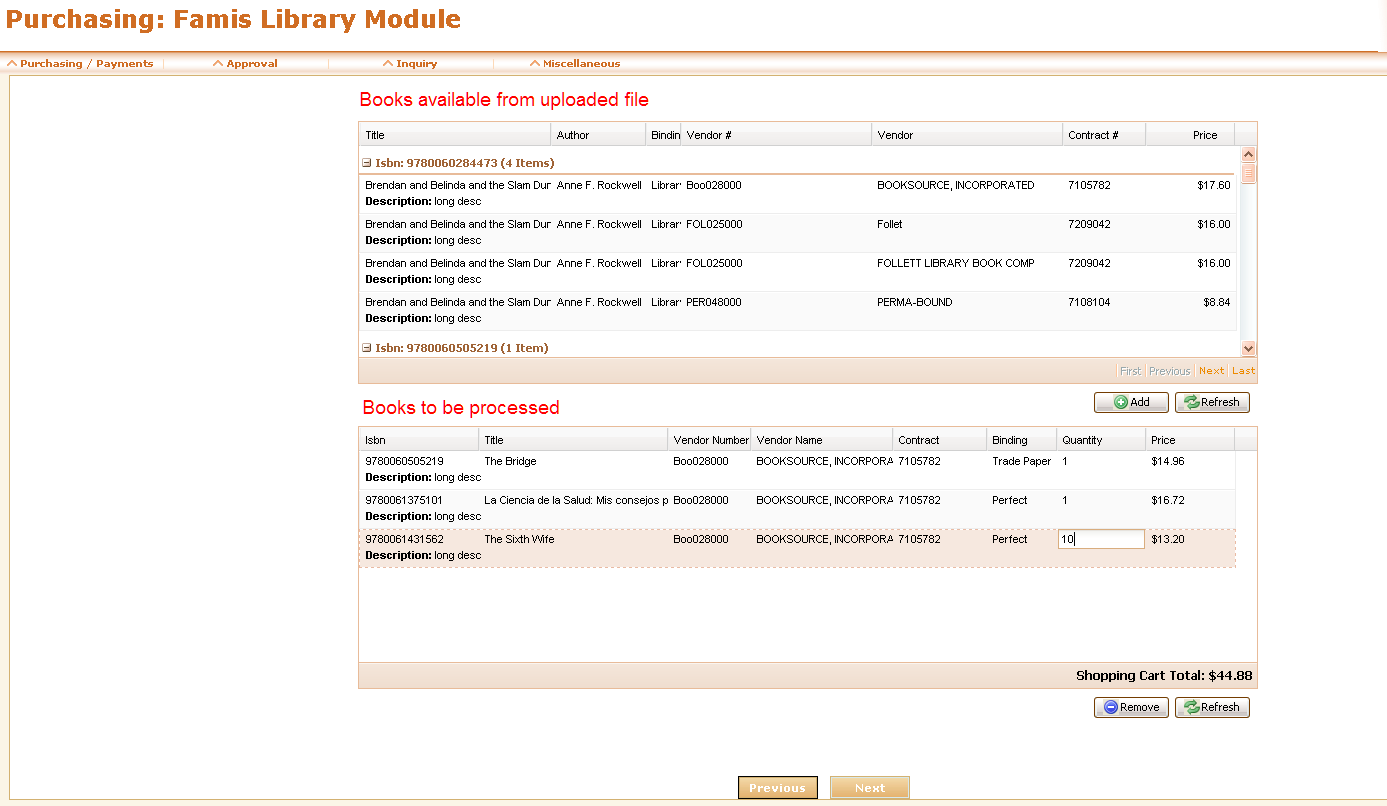 Purchasing: Famis Library Module
Purchasing / Payments Approval Inquiry Miscellaneous
Books available from uploaded file
Title Author Bindin Vendor # Vendor Contract # Price
Isbn: 9780060284473 (4 Items)
Brendan and Belinda and the Slam Dur Anne F. Rockwell Librar Boo028000 BOOKSOURCE, INCORPORATED 7105782 $17.60
Description: long desc
Brendan and Belinda and the Slam Dur Anne F. Rockwell Librar FOL025000 Follet 7209042 $16.00
Description: long desc
Brendan and Belinda and the Slam Dur Anne F. Rockwell Librar FOL025000 FOLLETT LIBRARY BOOK COMP 7209042 $16.00
Description: long desc
Brendan and Belinda and the Slam Dur Anne F. Rockwell Librar PER048000 PERMA-BOUND 7108104 $8.84
Description: long desc
Isbn: 9780060505219 (1 Item)
First Previous Next Last
Books to be processed
Add Refresh
Isbn Title Vendor Number Vendor Name Contract Binding Quantity Price
9780060505219 The Bridge Boo028000 BOOKSOURCE, INCORPORA 7105782 Trade Paper 1 $14.96
Description: long desc
9780061375101 La Ciencia de la Salud: Mis consejos p Boo028000 BOOKSOURCE, INCORPORA 7105782 Perfect 1 $16.72
Description: long desc
9780061431562 The Sixth Wife Boo028000 BOOKSOURCE, INCORPORA 7105782 Perfect 10 $13.20
Description: long desc
Shopping Cart Total: $44.88
Remove Refresh
Previous Next